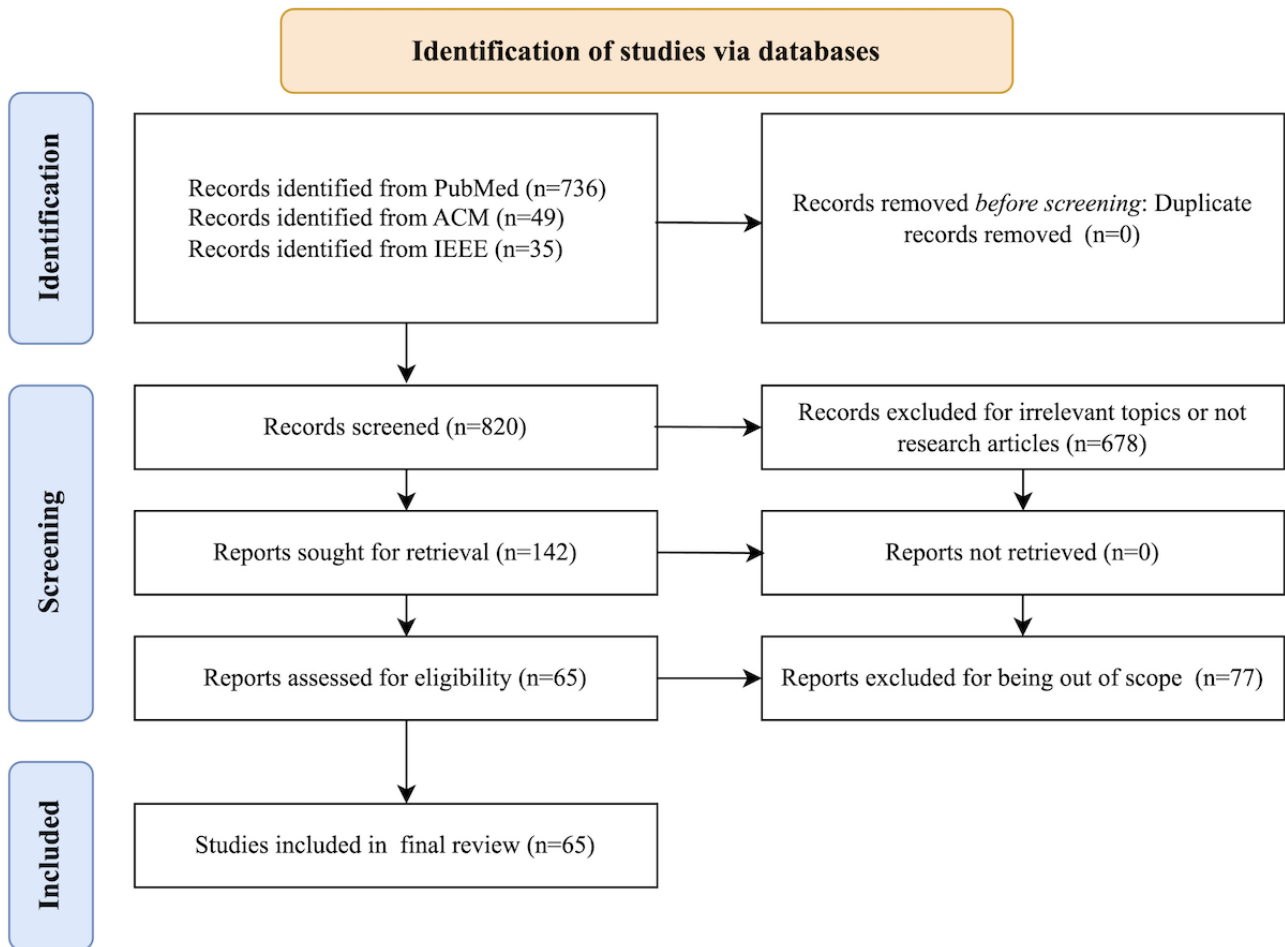 Identification of studies via databases
Identification
Records identified from PubMed (n=736)
Records identified from ACM (n=49)
Records identified from IEEE (n=35)
Records removed before screening: Duplicate
records removed (n=0)
Screening
Records screened (n=820)
Records excluded for irrelevant topics or not
research articles (n=678)
Reports sought for retrieval (n=142)
Reports not retrieved (n=0)
Reports assessed for eligibility (n=65)
Reports excluded for being out of scope (n=77)
Included
Studies included in final review (n=65)